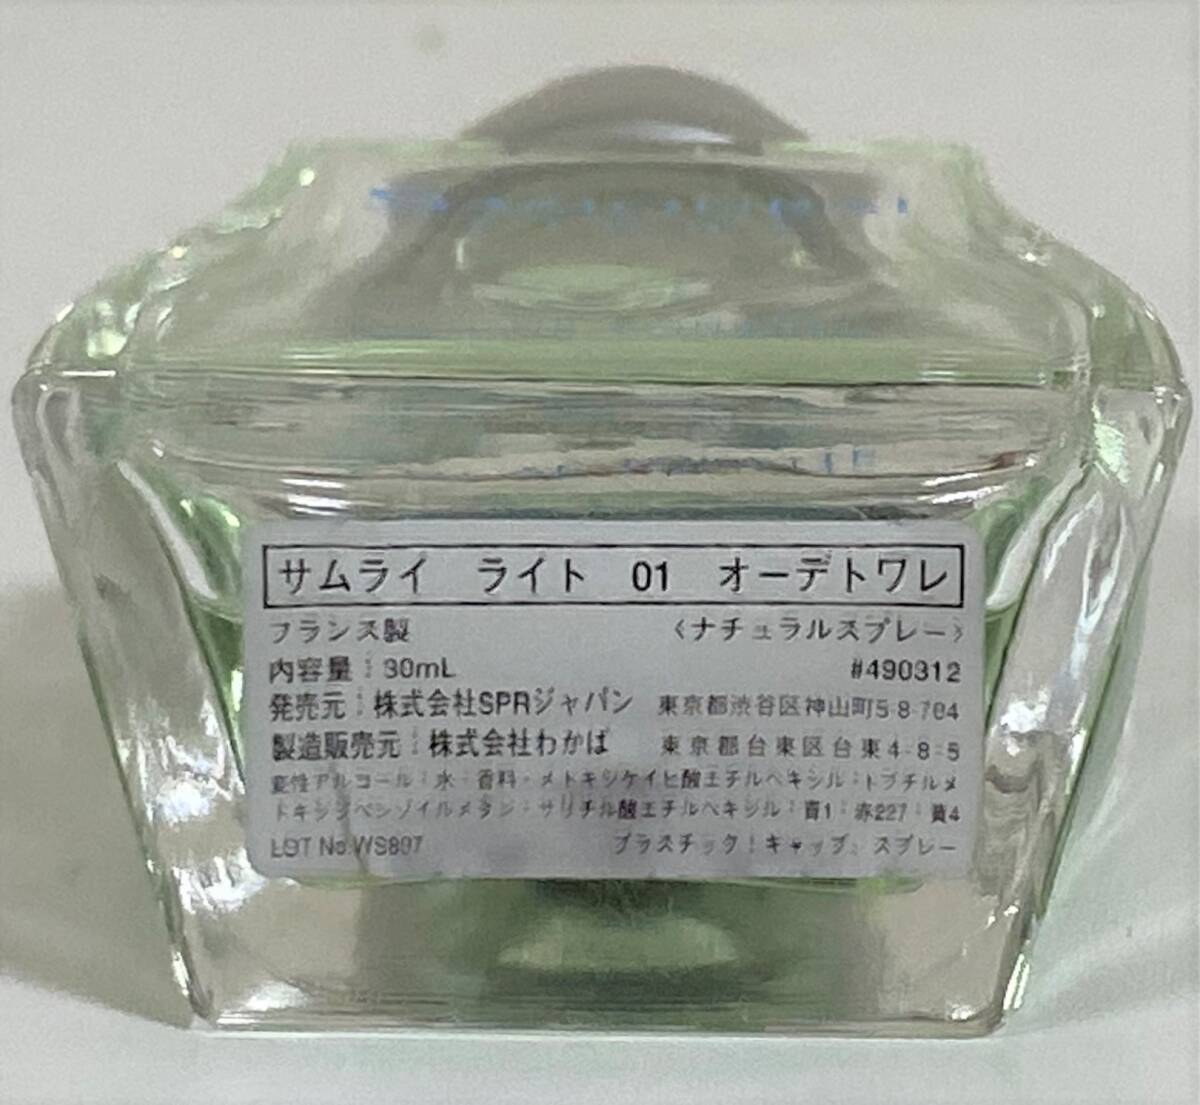 サムライ ライト 01 オーデトワレ
フランス製 〈ナチュラルスプレー〉
内容量：30mL #490312
発売元：株式会社SPRジャパン 東京都渋谷区神山町5-8-704
製造販売元：株式会社わかば 東京都台東区台東4-8-5
変性アルコール・水・香料・メトキシケイヒ酸エチルヘキシル・t-ブチルメ
トキシジベンゾイルメタン・サリチル酸エチルヘキシル・青1・赤227・黄4
LOT No.WS807 プラスチック：キャップ、スプレー